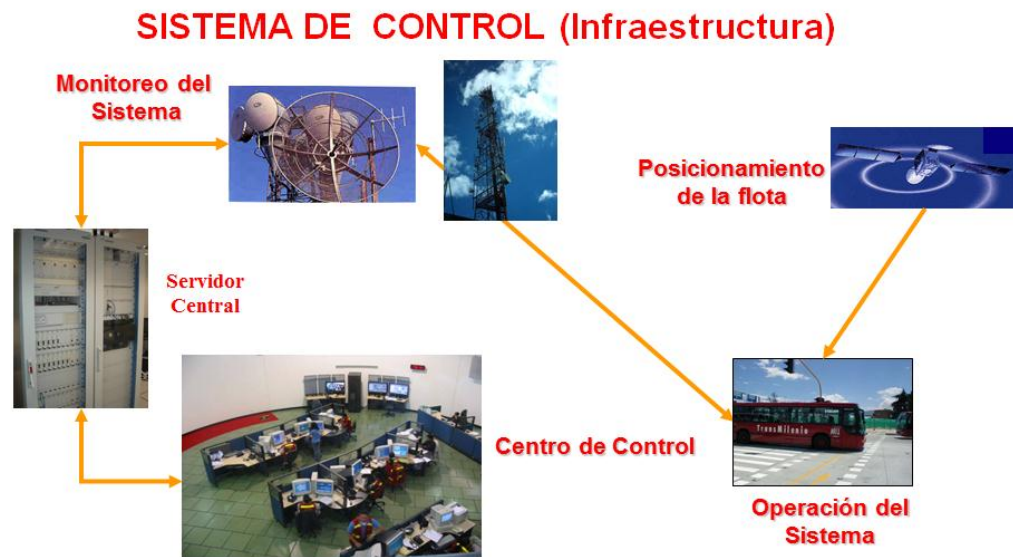 SISTEMA DE CONTROL (Infraestructura)
Monitoreo del
Sistema
Posicionamiento
de la flota
Servidor
Central
Centro de Control
TransMilenio
Operación del
Sistema